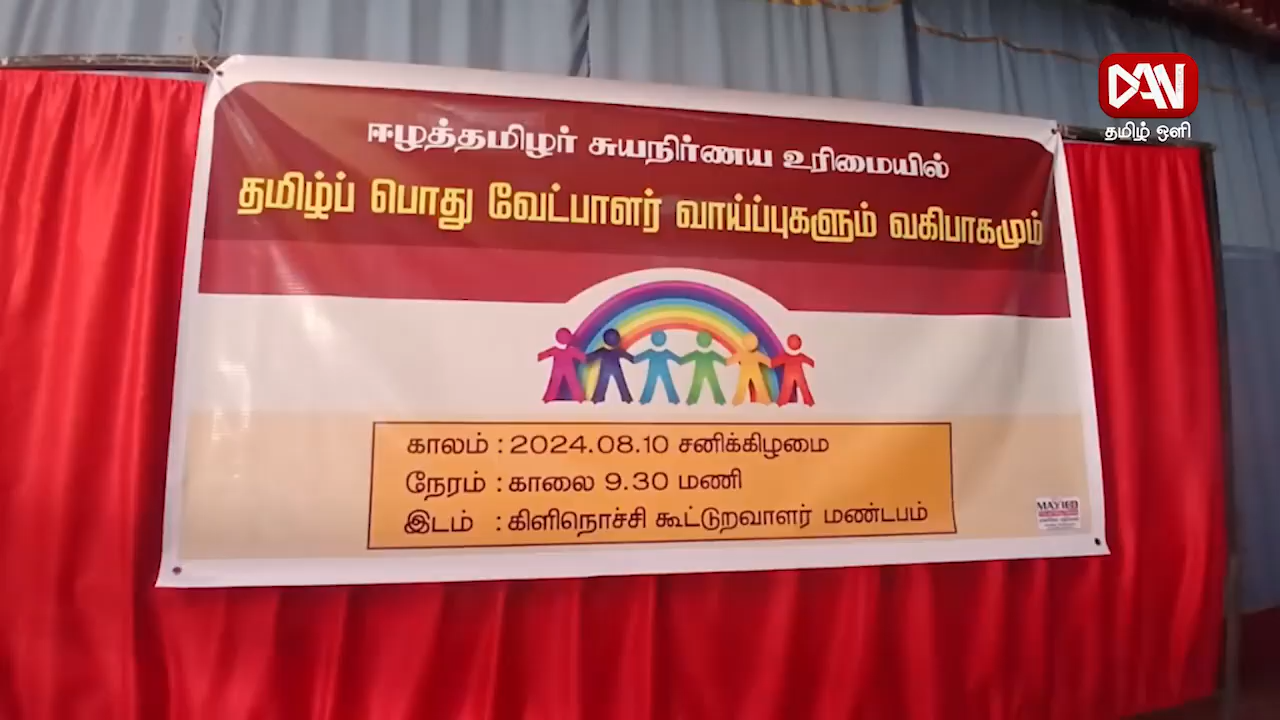 DAN
தமிழ் ஒளி
ஈழத்தமிழர் சுயநிர்ணய உரிமையில்
தமிழ்ப் பொது வேட்பாளர் வாய்ப்புகளும் வகிபாகமும்
காலம் : 2024.08.10 சனிக்கிழமை
நேரம் : காலை 9.30 மணி
இடம் : கிளிநொச்சி கூட்டுறவாளர் மண்டபம்